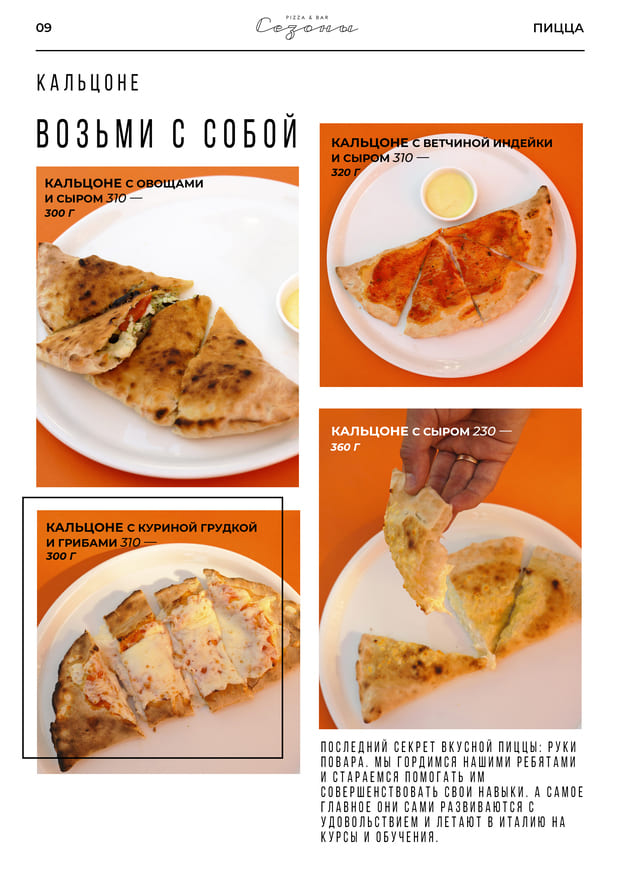 09
PIZZA & BAR
Сезоны
ПИЦЦА
КАЛЬЦОНЕ
ВОЗЬМИ С СОБОЙ
КАЛЬЦОНЕ С ОВОЩАМИ
И СЫРОМ 310 —
300 Г
КАЛЬЦОНЕ С ВЕТЧИНОЙ ИНДЕЙКИ
И СЫРОМ 310 —
320 Г
КАЛЬЦОНЕ С СЫРОМ 230 —
360 Г
КАЛЬЦОНЕ С КУРИНОЙ ГРУДКОЙ
И ГРИБАМИ 310 —
300 Г
ПОСЛЕДНИЙ СЕКРЕТ ВКУСНОЙ ПИЦЦЫ: РУКИ
ПОВАРА. МЫ ГОРДИМСЯ НАШИМИ РЕБЯТАМИ
И СТАРАЕМСЯ ПОМОГАТЬ ИМ
СОВЕРШЕНСТВОВАТЬ СВОИ НАВЫКИ. А САМОЕ
ГЛАВНОЕ ОНИ САМИ РАЗВИВАЮТСЯ С
УДОВОЛЬСТВИЕМ И ЛЕТАЮТ В ИТАЛИЮ НА
КУРСЫ И ОБУЧЕНИЯ.